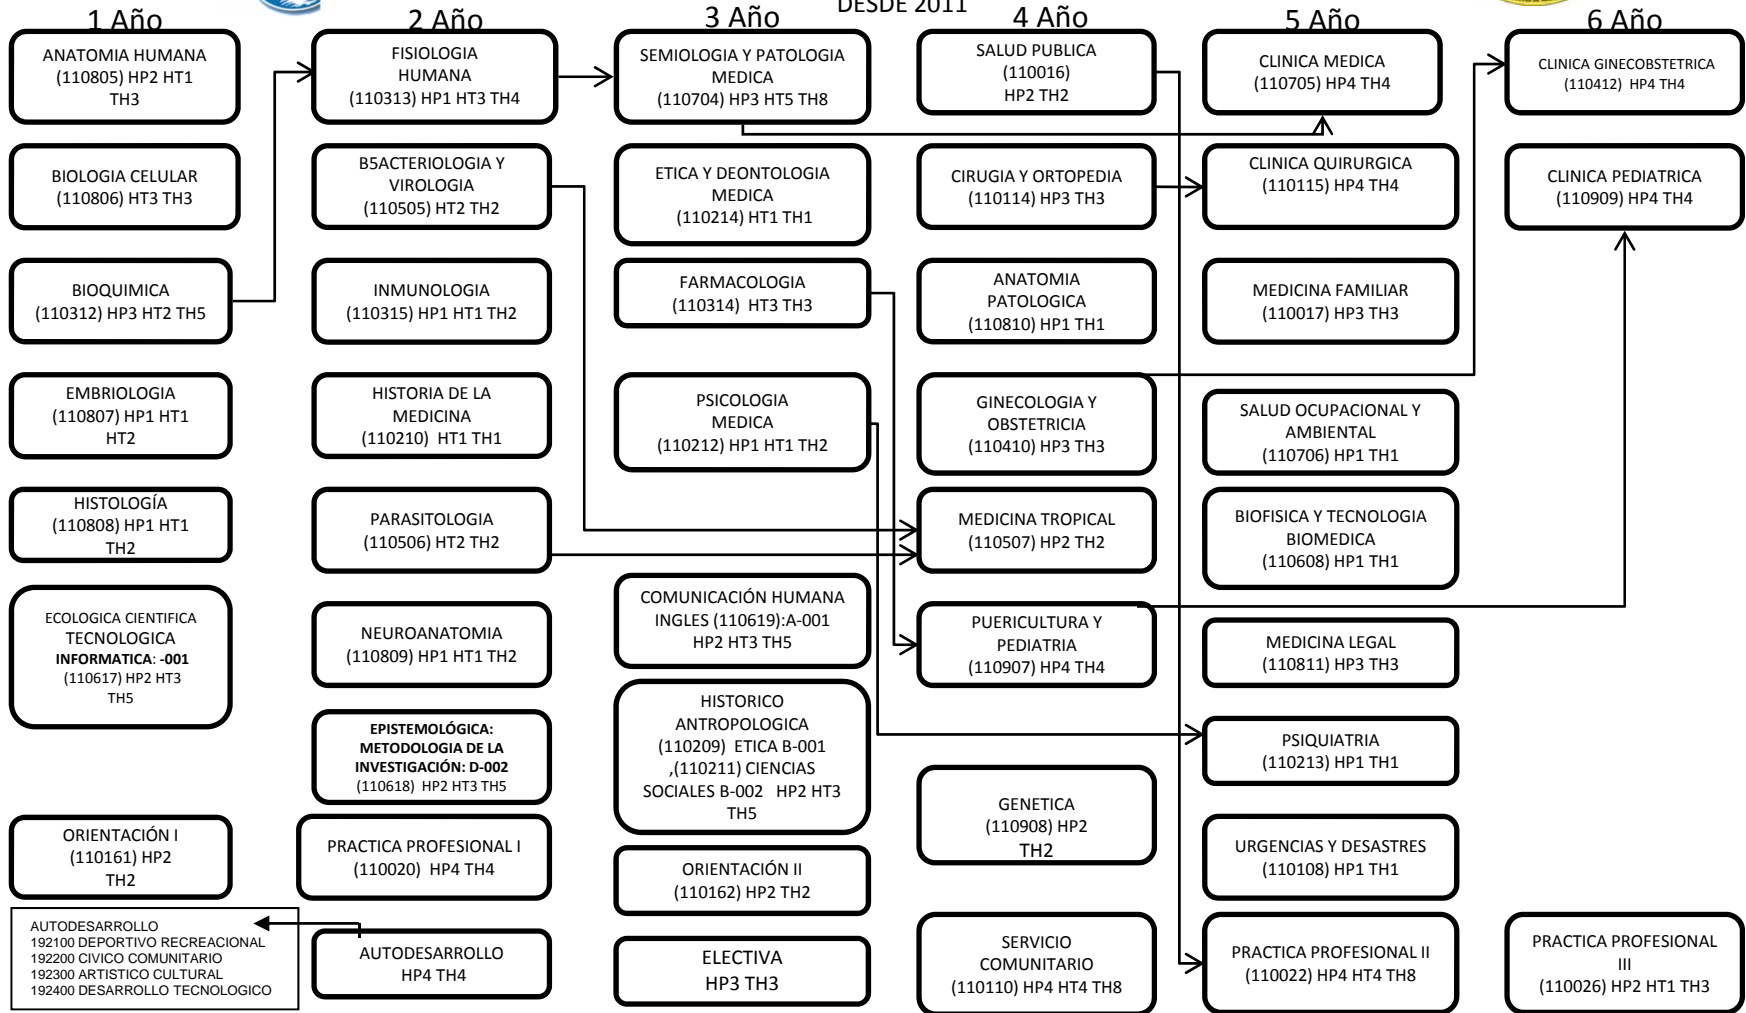 DESDE 2011
1 Año
2 Año
3 Año
4 Año
5 Año
6 Año
ANATOMIA HUMANA
(110805) HP2 HT1
TH3
BIOLOGIA CELULAR
(110806) HT3 TH3
BIOQUIMICA
(110312) HP3 HT2 TH5
EMBRIOLOGIA
(110807) HP1 HT1
HT2
HISTOLOGÍA
(110808) HP1 HT1
TH2
ECOLOGICA CIENTIFICA
TECNOLOGICA
INFORMATICA: -001
(110617) HP2 HT3
TH5
ORIENTACIÓN I
(110161) HP2
TH2
AUTODESARROLLO
192100 DEPORTIVO RECREACIONAL
192200 CIVICO COMUNITARIO
192300 ARTISTICO CULTURAL
192400 DESARROLLO TECNOLOGICO
FISIOLOGIA
HUMANA
(110313) HP1 HT3 TH4
B5ACTERIOLOGIA Y
VIROLOGIA
(110505) HT2 TH2
INMUNOLOGIA
(110315) HP1 HT1 TH2
HISTORIA DE LA
MEDICINA
(110210) HT1 TH1
PARASITOLOGIA
(110506) HT2 TH2
NEUROANATOMIA
(110809) HP1 HT1 TH2
EPISTEMOLÓGICA:
METODOLOGIA DE LA
INVESTIGACIÓN: D-002
(110618) HP2 HT3 TH5
PRACTICA PROFESIONAL I
(110020) HP4 TH4
AUTODESARROLLO
HP4 TH4
SEMIOLOGIA Y PATOLOGIA
MEDICA
(110704) HP3 HT5 TH8
ETICA Y DEONTOLOGIA
MEDICA
(110214) HT1 TH1
FARMACOLOGIA
(110314) HT3 TH3
PSICOLOGIA
MEDICA
(110212) HP1 HT1 TH2
COMUNICACIÓN HUMANA
INGLES (110619):A-001
HP2 HT3 TH5
HISTORICO
ANTROPOLOGICA
(110209) ETICA B-001
,(110211) CIENCIAS
SOCIALES B-002 HP2 HT3
TH5
ORIENTACIÓN II
(110162) HP2 TH2
ELECTIVA
HP3 TH3
SALUD PUBLICA
(110016)
HP2 TH2
CIRUGIA Y ORTOPEDIA
(110114) HP3 TH3
ANATOMIA
PATOLOGICA
(110810) HP1 TH1
GINECOLOGIA Y
OBSTETRICIA
(110410) HP3 TH3
MEDICINA TROPICAL
(110507) HP2 TH2
PUERICULTURA Y
PEDIATRIA
(110907) HP4 TH4
GENETICA
(110908) HP2
TH2
SERVICIO
COMUNITARIO
(110110) HP4 HT4 TH8
CLINICA MEDICA
(110705) HP4 TH4
CLINICA QUIRURGICA
(110115) HP4 TH4
MEDICINA FAMILIAR
(110017) HP3 TH3
SALUD OCUPACIONAL Y
AMBIENTAL
(110706) HP1 TH1
BIOFISICA Y TECNOLOGIA
BIOMEDICA
(110608) HP1 TH1
MEDICINA LEGAL
(110811) HP3 TH3
PSIQUIATRIA
(110213) HP1 TH1
URGENCIAS Y DESASTRES
(110108) HP1 TH1
PRACTICA PROFESIONAL II
(110022) HP4 HT4 TH8
CLINICA GINECOBSTETRICA
(110412) HP4 TH4
CLINICA PEDIATRICA
(110909) HP4 TH4
PRACTICA PROFESIONAL
III
(110026) HP2 HT1 TH3